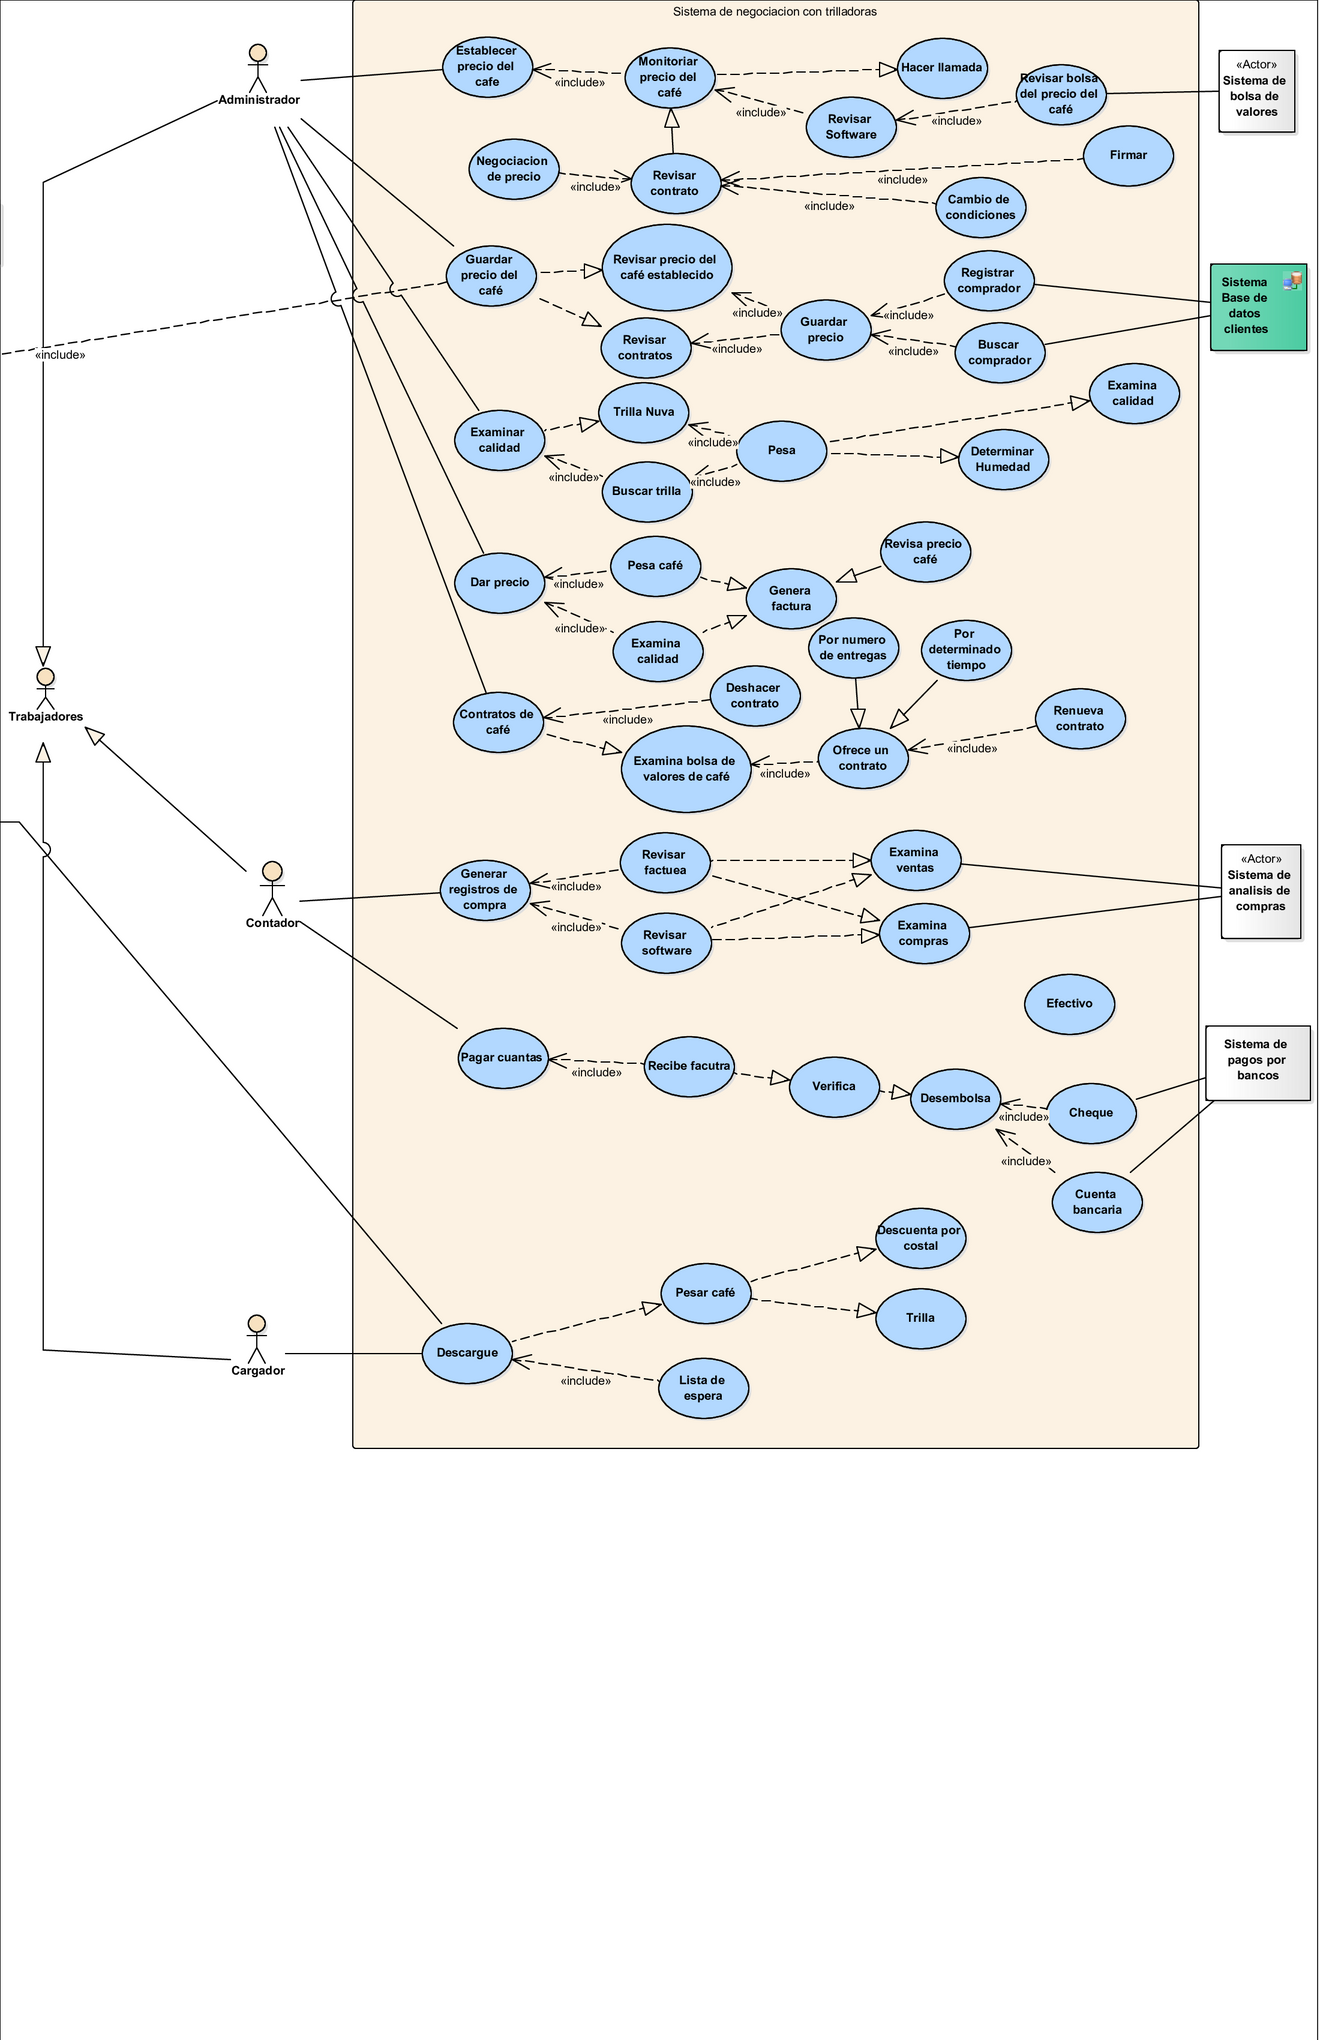 Sistema de negociacion con trilladoras
Administrador
Establecer
precio del
cafe
«include»
Monitoriar
precio del
café
Hacer llamada
«include»
Revisar
Software
«include»
Revisar bolsa
del precio del
café
«Actor»
Sistema de
bolsa de
valores
Negociacion
de precio
«include»
Revisar
contrato
«include»
Firmar
«include»
Cambio de
condiciones
Guardar
precio del
café
«include»
Revisar precio del
café establecido
Revisar
contratos
«include»
«include»
Guardar
precio
«include»
«include»
Registrar
comprador
Buscar
comprador
Sistema
Base de
datos
clientes
Examinar
calidad
Trilla Nuva
«include»
Buscar trilla
«include»
«include»
Pesa
Examina
calidad
Determinar
Humedad
Dar precio
«include»
Pesa café
«include»
Examina
calidad
Genera
factura
Revisa precio
café
Por numero
de entregas
Por
determinado
tiempo
Trabajadores
Contratos de
café
«include»
Deshacer
contrato
Examina bolsa de
valores de café
«include»
Ofrece un
contrato
«include»
Renueva
contrato
Contador
Generar
registros de
compra
«include»
«include»
Revisar
factuea
Revisar
software
Examina
ventas
Examina
compras
«Actor»
Sistema de
analisis de
compras
Efectivo
Pagar cuantas
«include»
Recibe facutra
Verifica
Desembolsa
«include»
Cheque
«include»
Cuenta
bancaria
Sistema de
pagos por
bancos
Cargador
Descargue
Pesar café
Descuenta por
costal
Trilla
«include»
Lista de
espera